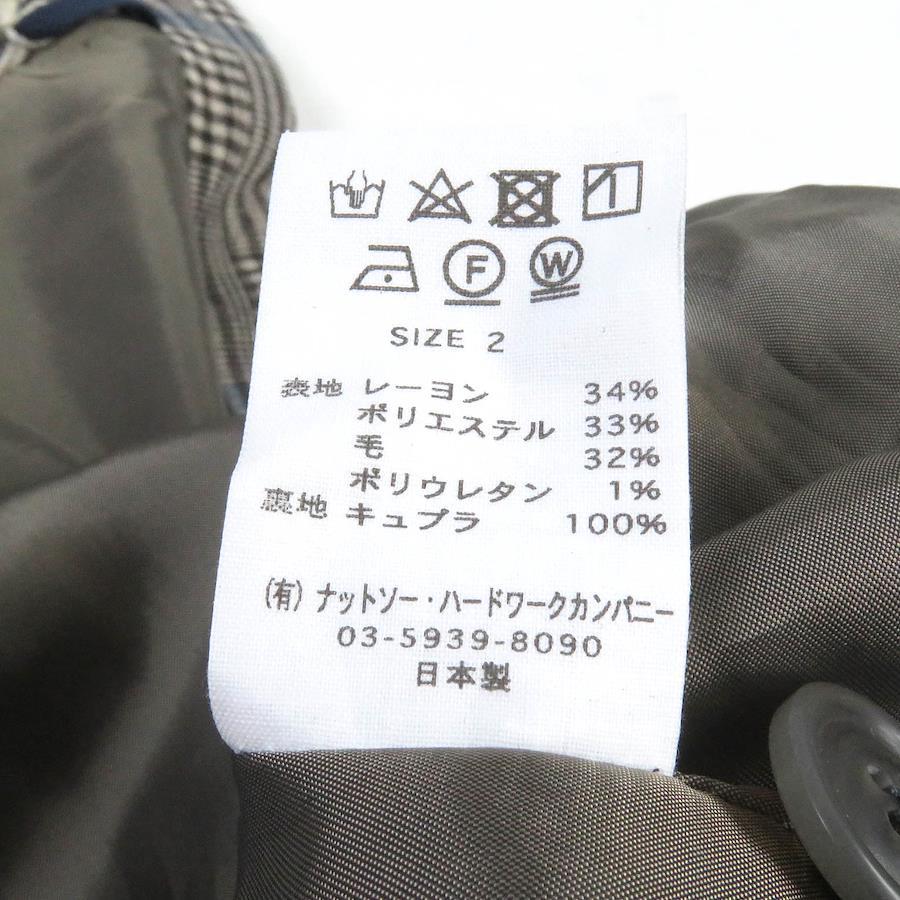 F W
SIZE 2
表地 レーヨン 34%
ポリエステル 33%
毛 32%
ポリウレタン 1%
裏地 キュプラ 100%
(有) ナットソー・ハードワークカンパニー
03-5939-8090
日本製